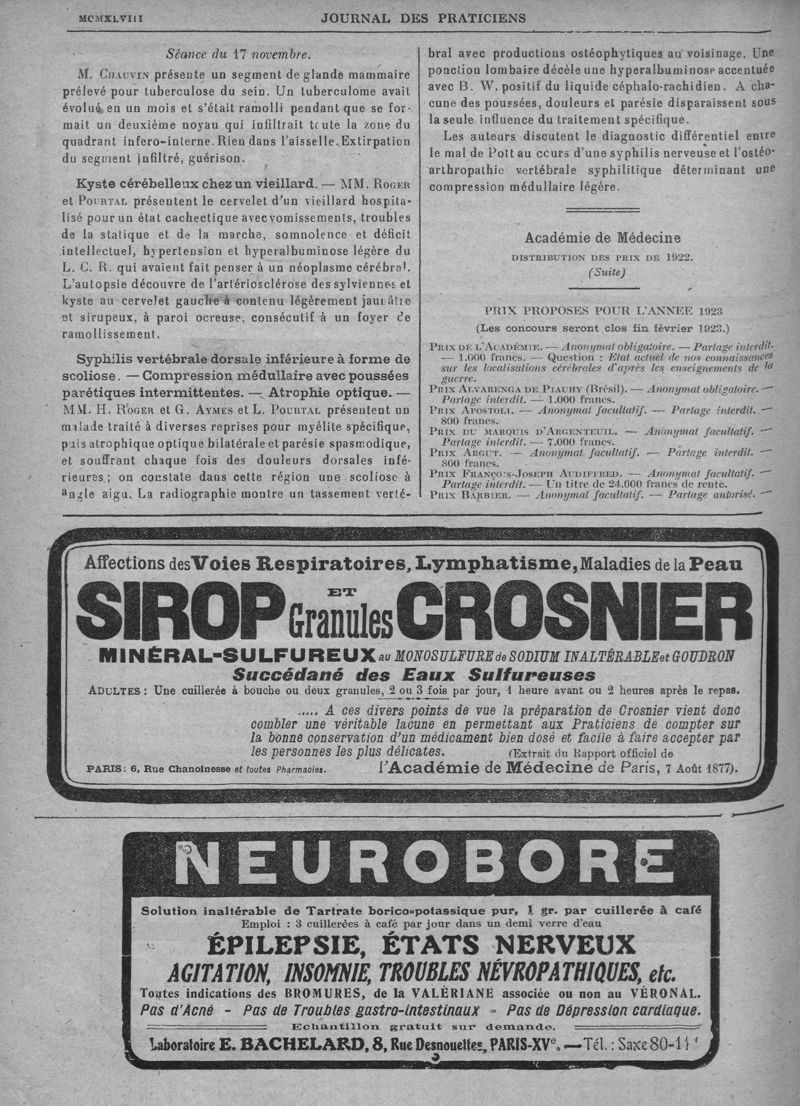 MCMXLVIII
JOURNAL DES PRATICIENS
Séance du 17 novembre.
M. CHAUVIN présente un segment de glande mammaire
prélevé pour tuberculose du sein. Un tuberculome avait
évolué en un mois et s'était ramolli pendant que se for-
mait un deuxième noyau qui infiltrait toute la zone du
quadrant infero-interne. Rien dans l'aisselle. Extirpation
du segment infiltré, guérison.
Kyste cérébelleux chez un vieillard. — MM. ROGER
et POURTAL présentent le cervelet d'un vieillard hospita-
lisé pour un état cachectique avec vomissements, troubles
de la statique et de la marche, somnolence et déficit
intellectuel, hypertension et hyperalbuminose légère du
L. C. R. qui avaient fait penser à un néoplasme cérébral.
L'autopsie découvre de l'artériosclérose des sylviennes et
kyste au cervelet gauche à contenu légèrement jaunâtre
et sirupeux, à paroi ocreuse, consécutif à un foyer de
ramollissement.
Syphilis vertébrale dorsale inférieure à forme de
scoliose. — Compression médullaire avec poussées
parétiques intermittentes. — Atrophie optique. —
MM. H. ROGER et G. AYMES et L. POURTAL présentent un
malade traité à diverses reprises pour myélite spécifique,
puis atrophique optique bilatérale et parésie spasmodique,
et souffrant chaque fois des douleurs dorsales infé-
rieures ; on constate dans cette région une scoliose à
angle aigu. La radiographie montre un tassement verté-
bral avec productions ostéophytiques au voisinage. Une
ponction lombaire décèle une hyperalbuminose accentuée
avec B. W. positif du liquide céphalo-rachidien. A cha-
cune des poussées, douleurs et parésie disparaissent sous
la seule influence du traitement spécifique.
Les auteurs discutent le diagnostic différentiel entre
le mal de Pott au cours d'une syphilis nerveuse et l'ostéo-
arthropathie vertébrale syphilitique déterminant une
compression médullaire légère.
Académie de Médecine
DISTRIBUTION DES PRIX DE 1922.
(Suite)
PRIX PROPOSÉS POUR L'ANNÉE 1923
(Les concours seront clos fin février 1923.)
PRIX DE L'ACADÉMIE. — Anonymat obligatoire. — Partage interdit.
— 1.000 francs. — Question : Etat actuel de nos connaissances
sur les localisations cérébrales d'après les enseignements de la
guerre.
PRIX ALVARENGA DE PIAUHY (Brésil). — Anonymat obligatoire. —
Partage interdit. — 1.000 francs.
PRIX APOSTOLI. — Anonymat facultatif. — Partage interdit. —
800 francs.
PRIX DU MARQUIS D'ARGENTEUIL. — Anonymat facultatif. —
Partage interdit. — 7.000 francs.
PRIX ARGUT. — Anonymat facultatif. — Partage interdit. —
800 francs.
PRIX FRANÇOIS-JOSEPH AUDIFFRED. — Anonymat facultatif. —
Partage interdit. — Un titre de 24.000 francs de rente.
PRIX BARBIER. — Anonymat facultatif. — Partage autorisé. —
Affections des Voies Respiratoires, Lymphatisme, Maladies de la Peau
SIROP ET Granules CROSNIER
MINÉRAL-SULFUREUX au MONOSULFURE de SODIUM INALTÉRABLE et GOUDRON
Succédané des Eaux Sulfureuses
ADULTES : Une cuillerée à bouche ou deux granules, 2 ou 3 fois par jour, 1 heure avant ou 2 heures après le repas.
..... A ces divers points de vue la préparation de Crosnier vient donc
combler une véritable lacune en permettant aux Praticiens de compter sur
la bonne conservation d'un médicament bien dosé et facile à faire accepter par
les personnes les plus délicates. (Extrait du Rapport officiel de
PARIS : 6, Rue Chanoinesse et toutes Pharmacies. l'Académie de Médecine de Paris, 7 Août 1877).
NEUROBORE
Solution inaltérable de Tartrate borico-potassique pur, 1 gr. par cuillerée à café
Emploi : 3 cuillerées à café par jour dans un demi verre d'eau
ÉPILEPSIE, ÉTATS NERVEUX
AGITATION, INSOMNIE, TROUBLES NÉVROPATHIQUES, etc.
Toutes indications des BROMURES, de la VALÉRIANE associée ou non au VÉRONAL.
Pas d'Acné - Pas de Troubles gastro-intestinaux - Pas de Dépression cardiaque.
Echantillon gratuit sur demande.
Laboratoire E. BACHELARD, 8, Rue Desnouettes, PARIS-XVe. — Tél. : Saxe